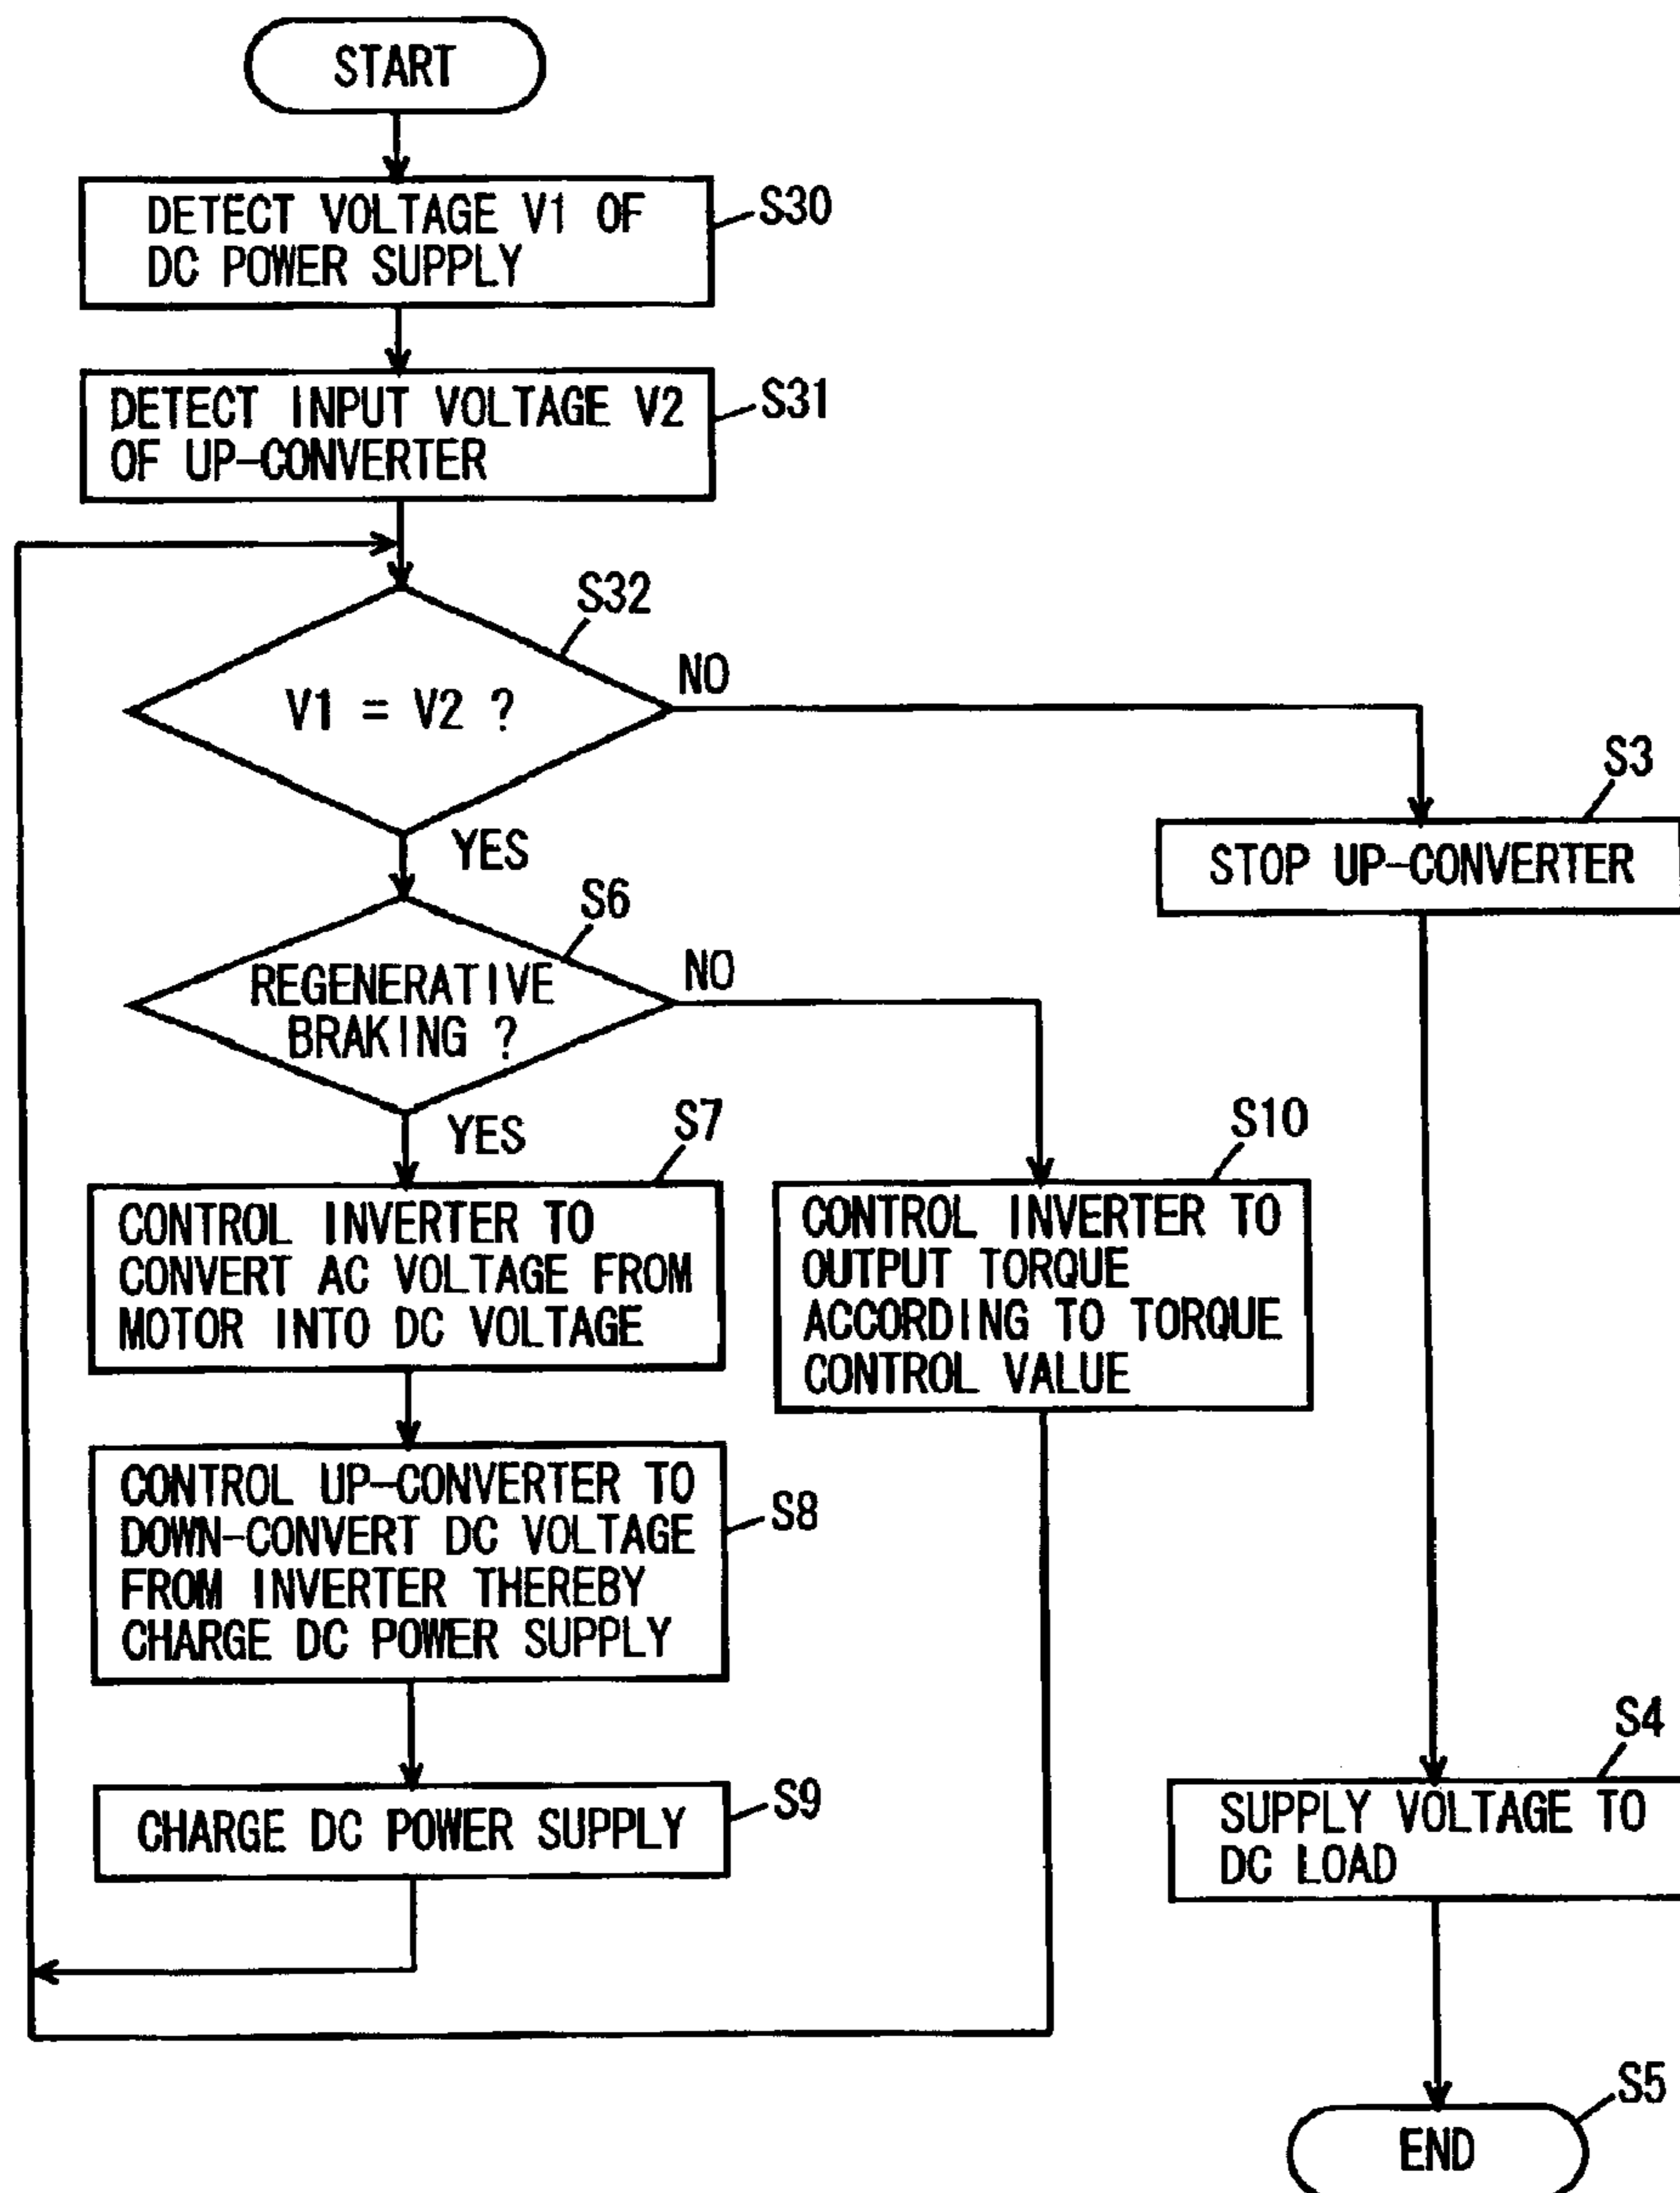 START
DETECT VOLTAGE V1 OF
DC POWER SUPPLY
S30
DETECT INPUT VOLTAGE V2
OF UP-CONVERTER
S31
S32
V1 = V2 ?
NO
YES
S3
STOP UP-CONVERTER
S6
REGENERATIVE
BRAKING ?
NO
YES
S7
CONTROL INVERTER TO
CONVERT AC VOLTAGE FROM
MOTOR INTO DC VOLTAGE
S10
CONTROL INVERTER TO
OUTPUT TORQUE
ACCORDING TO TORQUE
CONTROL VALUE
CONTROL UP-CONVERTER TO
DOWN-CONVERT DC VOLTAGE
FROM INVERTER THEREBY
CHARGE DC POWER SUPPLY
S8
CHARGE DC POWER SUPPLY
S9
S4
SUPPLY VOLTAGE TO
DC LOAD
S5
END